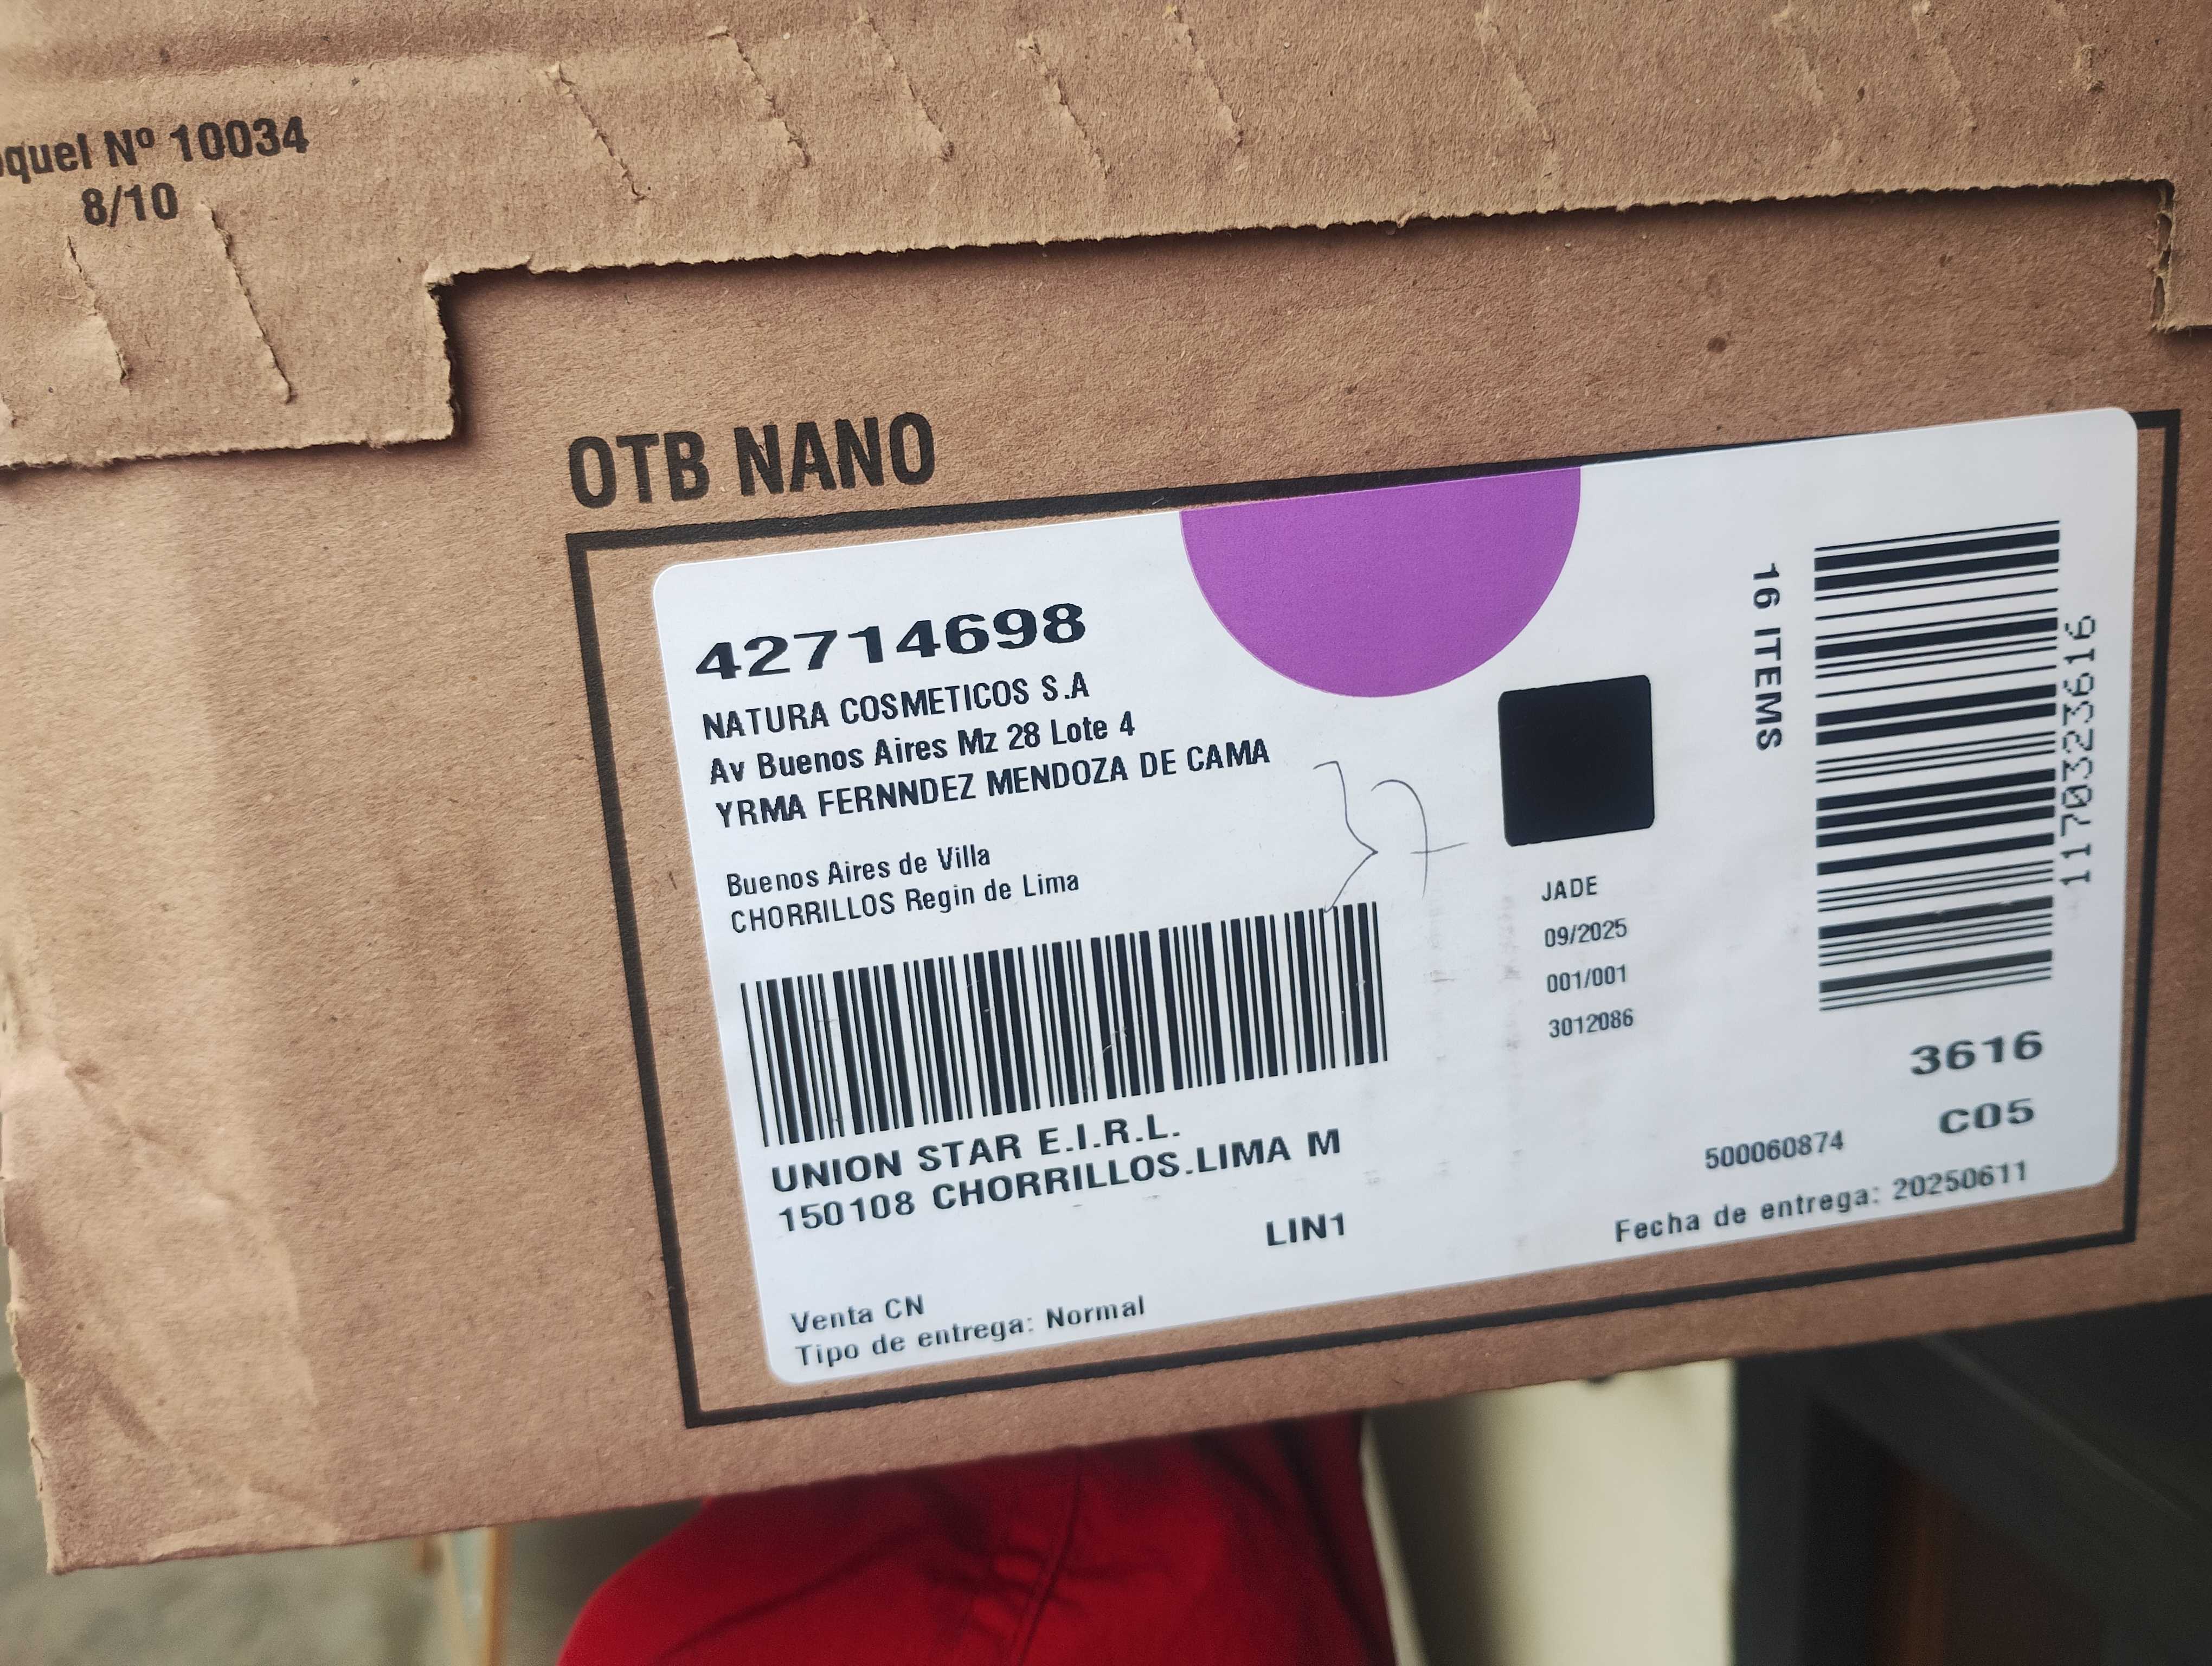 Nº 10034
8/10
OTB NANO
42714698
NATURA COSMETICOS S.A
Av Buenos Aires Mz 28 Lote 4
YRMA FERNNDEZ MENDOZA DE CAMA
Buenos Aires de Villa
CHORRILLOS Regin de Lima
7
UNION STAR E.I.R.L.
150108 CHORRILLOS.LIMA M
LIN1
Venta CN
Tipo de entrega: Normal
JADE
09/2025
001/001
3012086
16 ITEMS
1170323616
3616
C05
500060874
Fecha de entrega: 20250611